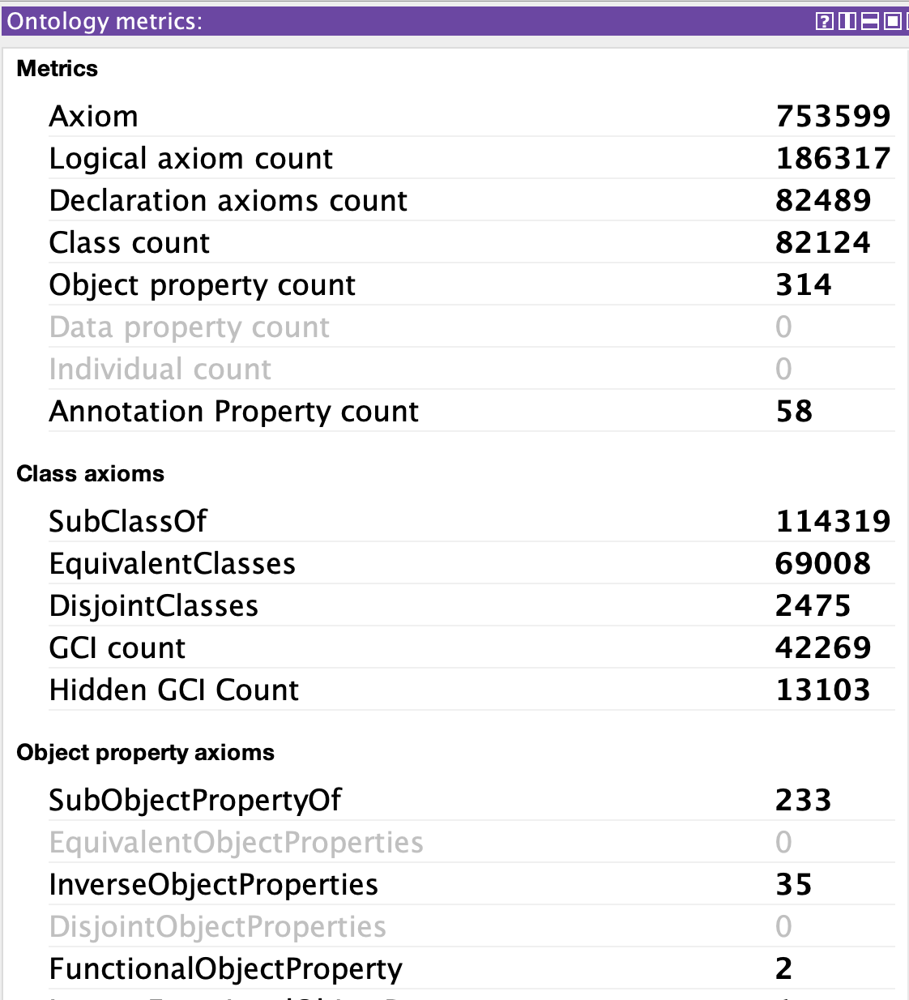 Ontology metrics:
Metrics
Axiom 753599
Logical axiom count 186317
Declaration axioms count 82489
Class count 82124
Object property count 314
Data property count 0
Individual count 0
Annotation Property count 58
Class axioms
SubClassOf 114319
EquivalentClasses 69008
DisjointClasses 2475
GCI count 42269
Hidden GCI Count 13103
Object property axioms
SubObjectPropertyOf 233
EquivalentObjectProperties 0
InverseObjectProperties 35
DisjointObjectProperties 0
FunctionalObjectProperty 2